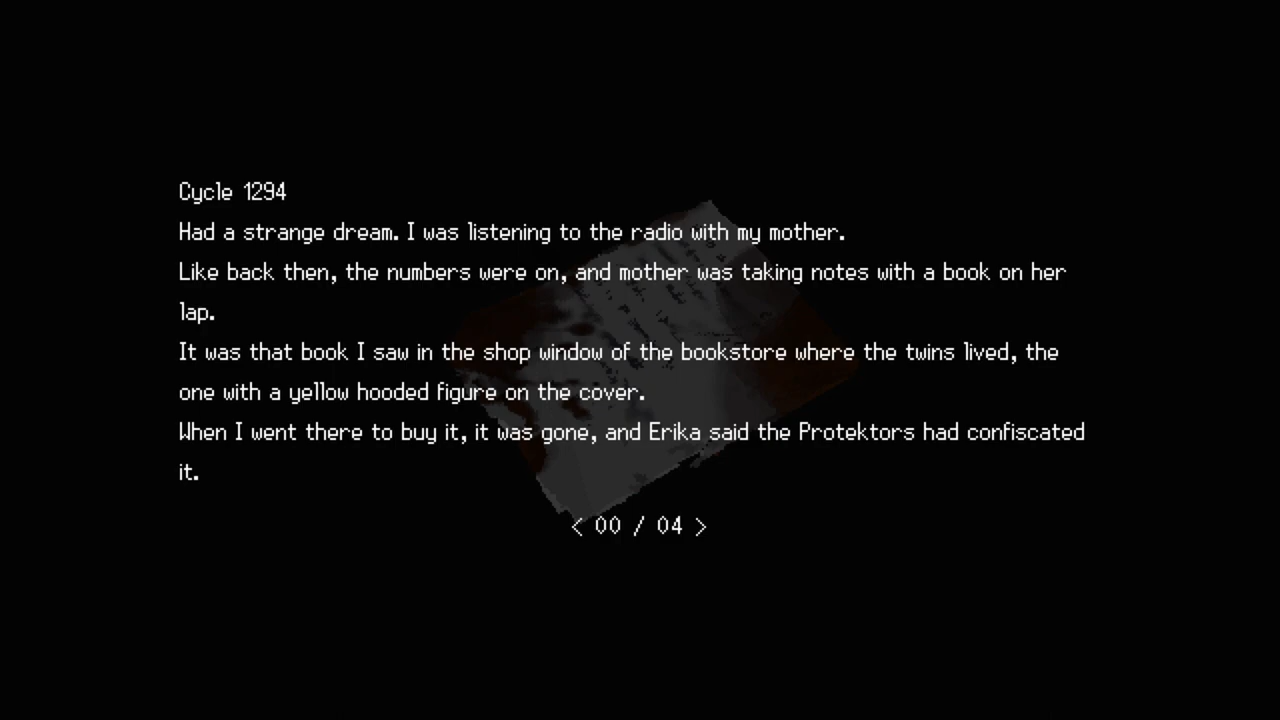 Cycle 1294
Had a strange dream. I was listening to the radio with my mother.
Like back then, the numbers were on, and mother was taking notes with a book on her
lap.
It was that book I saw in the shop window of the bookstore where the twins lived, the
one with a yellow hooded figure on the cover.
When I went there to buy it, it was gone, and Erika said the Protektors had confiscated
it.
< 00 / 04 >